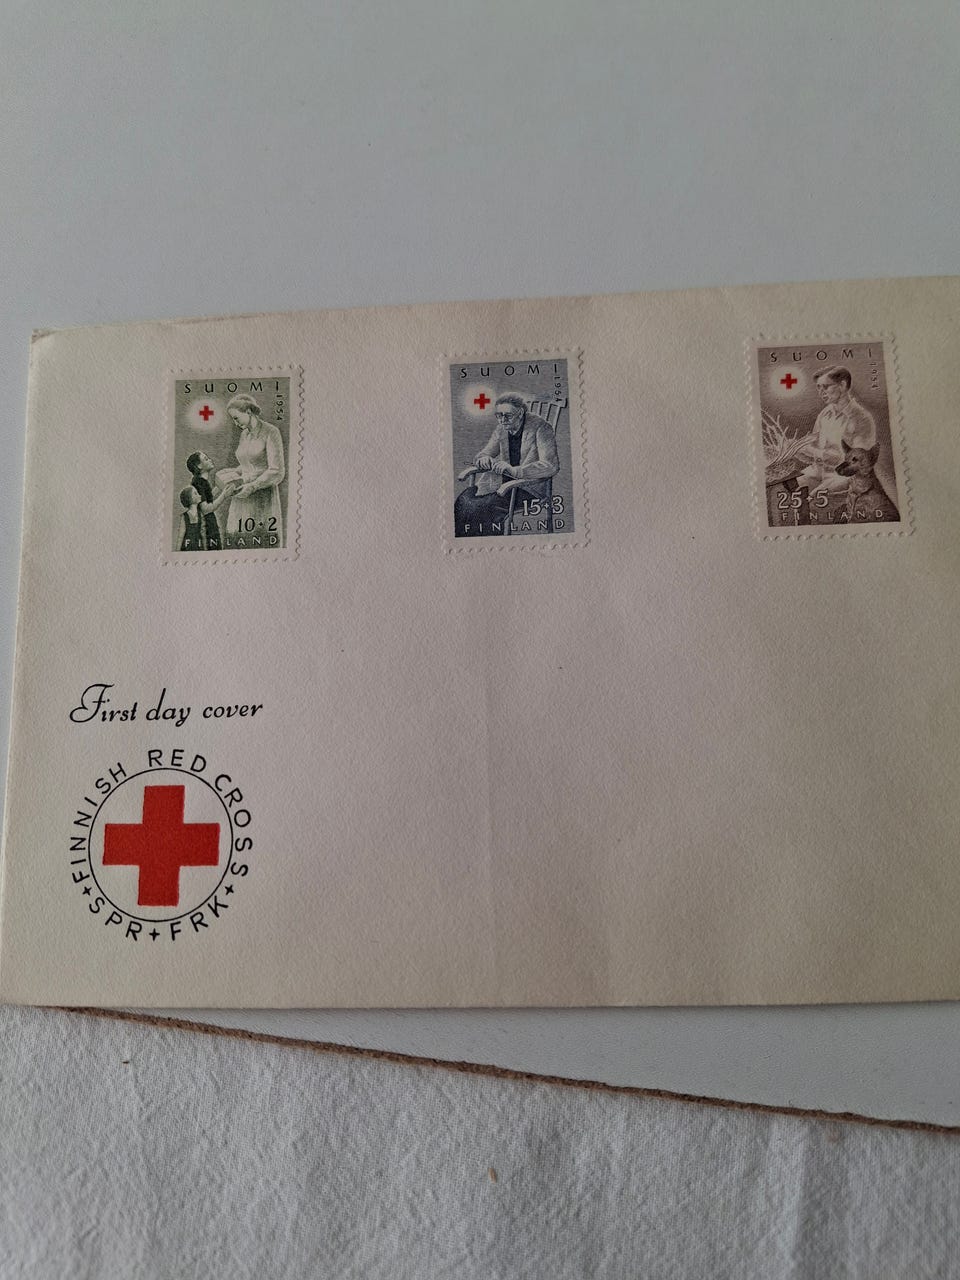 SUOMI
1954
10+2
FINLAND
SUOMI
1954
15+3
FINLAND
SUOMI
1954
25+5
FINLAND
First day cover
FINNISH RED CROSS
+ SPR + FRK +